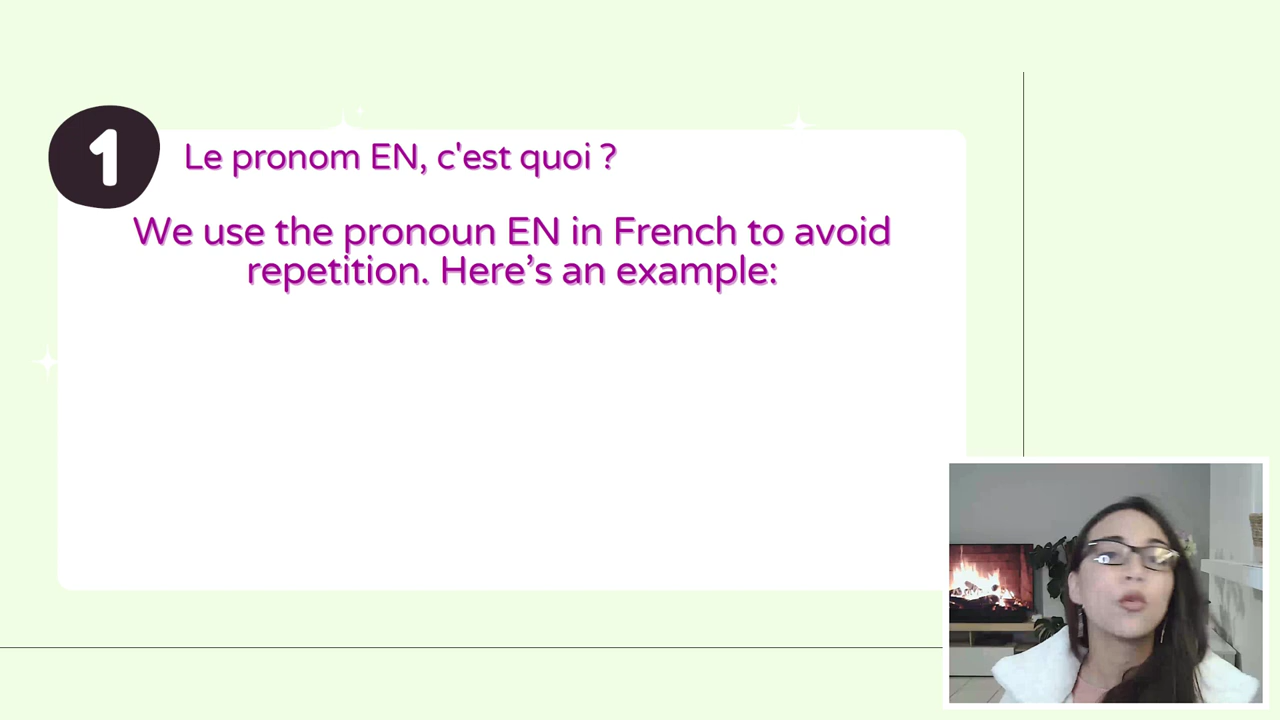 1
Le pronom EN, c'est quoi ?
We use the pronoun EN in French to avoid
repetition. Here’s an example: